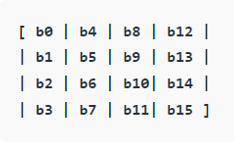 [ b0 | b4 | b8 | b12 |
| b1 | b5 | b9 | b13 |
| b2 | b6 | b10| b14 |
| b3 | b7 | b11| b15 ]